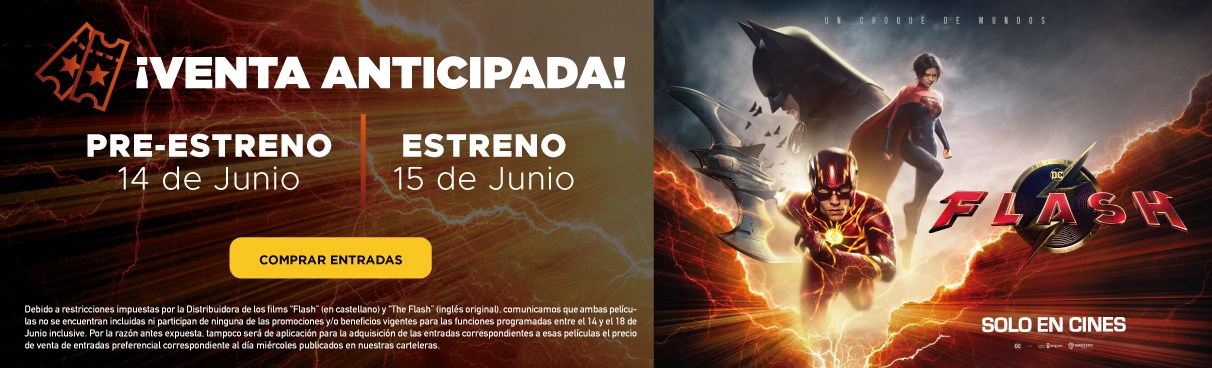 ¡VENTA ANTICIPADA!
PRE-ESTRENO
14 de Junio
ESTRENO
15 de Junio
COMPRAR ENTRADAS
Debido a restricciones impuestas por la Distribuidora de los films "Flash" (en castellano) y "The Flash" (inglés original), comunicamos que ambas pelícu-
las no se encuentran incluidas ni participan de ninguna de las promociones y/o beneficios vigentes para las funciones programadas entre el 14 y el 18 de
Junio inclusive. Por la razón antes expuesta, tampoco será de aplicación para la adquisición de las entradas correspondientes a esas películas el precio
de venta de entradas preferencial correspondiente al día miércoles publicados en nuestras carteleras.
UN CHOQUE DE MUNDOS
DC
FLASH
SOLO EN CINES
DC